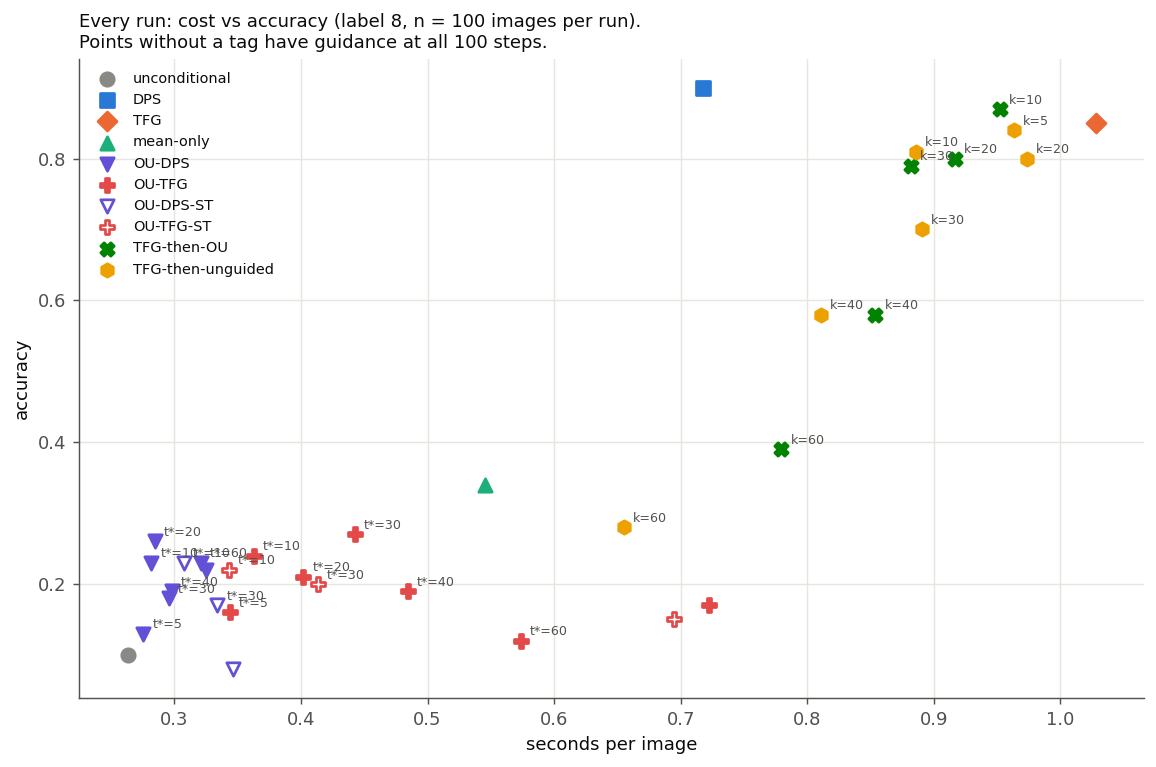 Every run: cost vs accuracy (label 8, n = 100 images per run).
Points without a tag have guidance at all 100 steps.
unconditional
DPS
TFG
mean-only
OU-DPS
OU-TFG
OU-DPS-ST
OU-TFG-ST
TFG-then-OU
TFG-then-unguided
k=10
k=5
k=10
k=30
k=20
k=20
k=30
k=40
k=40
k=60
k=60
t*=20
t*=10
t*=10
t*=60
t*=10
t*=10
t*=30
t*=20
t*=30
t*=40
t*=30
t*=40
t*=30
t*=5
t*=5
t*=60
0.8
0.6
0.4
0.2
accuracy
0.3
0.4
0.5
0.6
0.7
0.8
0.9
1.0
seconds per image